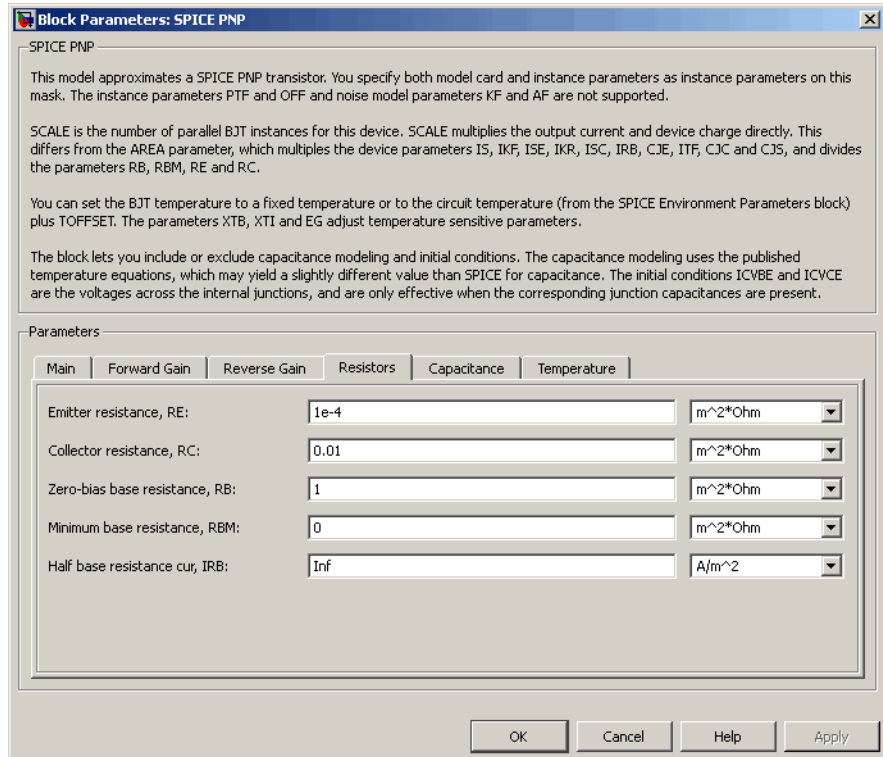 Block Parameters: SPICE PNP
SPICE PNP
This model approximates a SPICE PNP transistor. You specify both model card and instance parameters as instance parameters on this
mask. The instance parameters PTF and OFF and noise model parameters KF and AF are not supported.
SCALE is the number of parallel BJT instances for this device. SCALE multiplies the output current and device charge directly. This
differs from the AREA parameter, which multiples the device parameters IS, IKF, ISE, IKR, ISC, IRB, CJE, ITF, CJC and CJS, and divides
the parameters RB, RBM, RE and RC.
You can set the BJT temperature to a fixed temperature or to the circuit temperature (from the SPICE Environment Parameters block)
plus TOFFSET. The parameters XTB, XTI and EG adjust temperature sensitive parameters.
The block lets you include or exclude capacitance modeling and initial conditions. The capacitance modeling uses the published
temperature equations, which may yield a slightly different value than SPICE for capacitance. The initial conditions ICVBE and ICVCE
are the voltages across the internal junctions, and are only effective when the corresponding junction capacitances are present.
Parameters
Main Forward Gain Reverse Gain Resistors Capacitance Temperature
Emitter resistance, RE: 1e-4 m^2*Ohm
Collector resistance, RC: 0.01 m^2*Ohm
Zero-bias base resistance, RB: 1 m^2*Ohm
Minimum base resistance, RBM: 0 m^2*Ohm
Half base resistance cur, IRB: Inf A/m^2
OK Cancel Help Apply